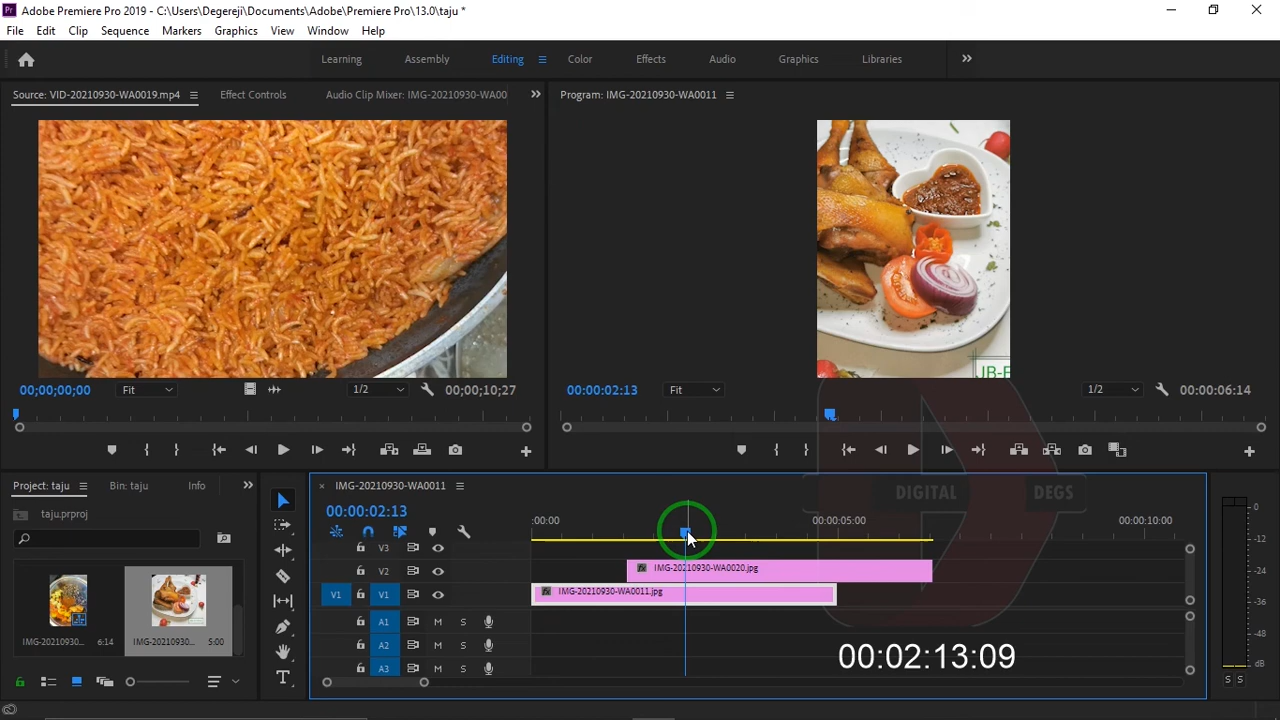 Adobe Premiere Pro 2019 - C:\Users\Degereji\Documents\Adobe\Premiere Pro\13.0\taju *
File Edit Clip Sequence Markers Graphics View Window Help
Learning Assembly Editing Color Effects Audio Graphics Libraries
Source: VID-20210930-WA0019.mp4 Effect Controls Audio Clip Mixer: IMG-20210930-WA00
Program: IMG-20210930-WA0011
00;00;00;00 Fit 1/2 00;00;10;27
00:00:02:13 Fit 1/2 00:00:06:14
Project: taju Bin: taju Info
taju.prproj
IMG-20210930... 6:14 IMG-20210930... 5:00
IMG-20210930-WA0011
00:00:02:13
:00:00 00:00:05:00 00:00:10:00
V3
V2 IMG-20210930-WA0020.jpg
V1 V1 IMG-20210930-WA0011.jpg
A1 M S
A2 M S
A3 M S
DIGITAL DEGS
00:02:13:09
0
-12
-24
-36
-48
dB
S S